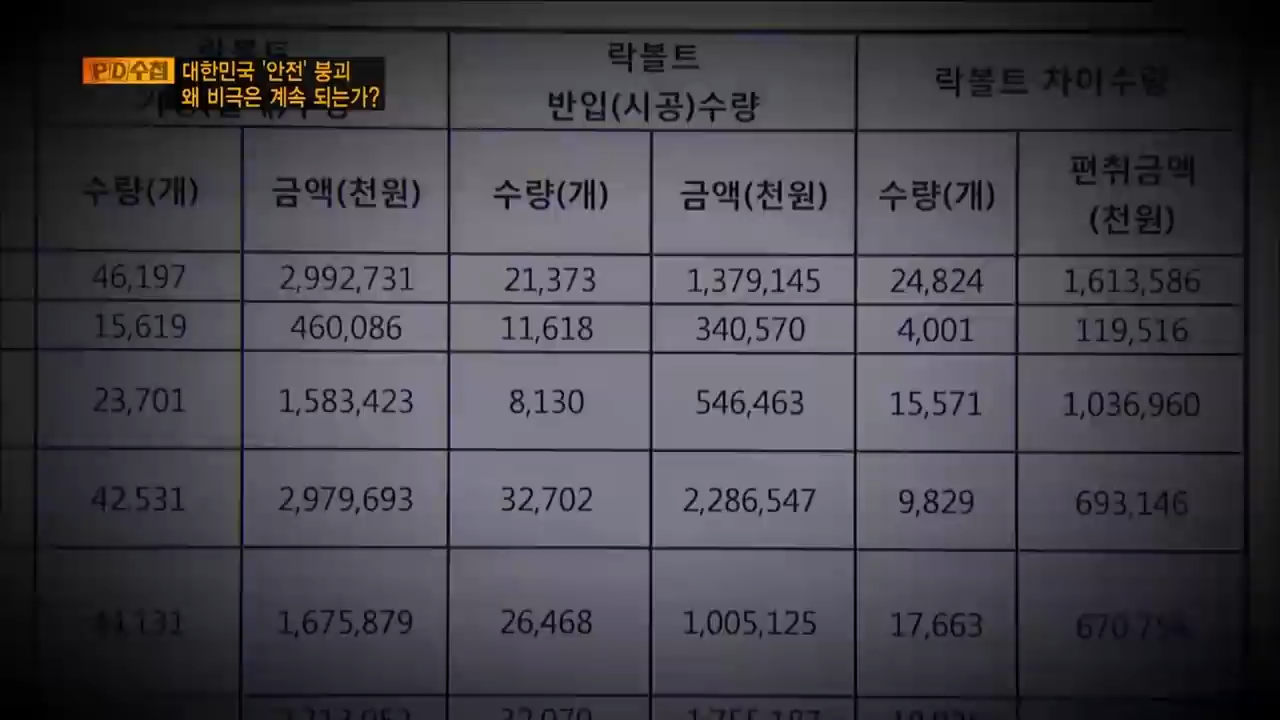 PD수첩
대한민국 '안전' 붕괴
왜 비극은 계속 되는가?
락볼트
반입(시공)수량
락볼트 차이수량
수량(개) 금액(천원) 수량(개) 금액(천원) 수량(개) 편취금액
(천원)
46,197 2,992,731 21,373 1,379,145 24,824 1,613,586
15,619 460,086 11,618 340,570 4,001 119,516
23,701 1,583,423 8,130 546,463 15,571 1,036,960
42,531 2,979,693 32,702 2,286,547 9,829 693,146
1,675,879 26,468 1,005,125 17,663